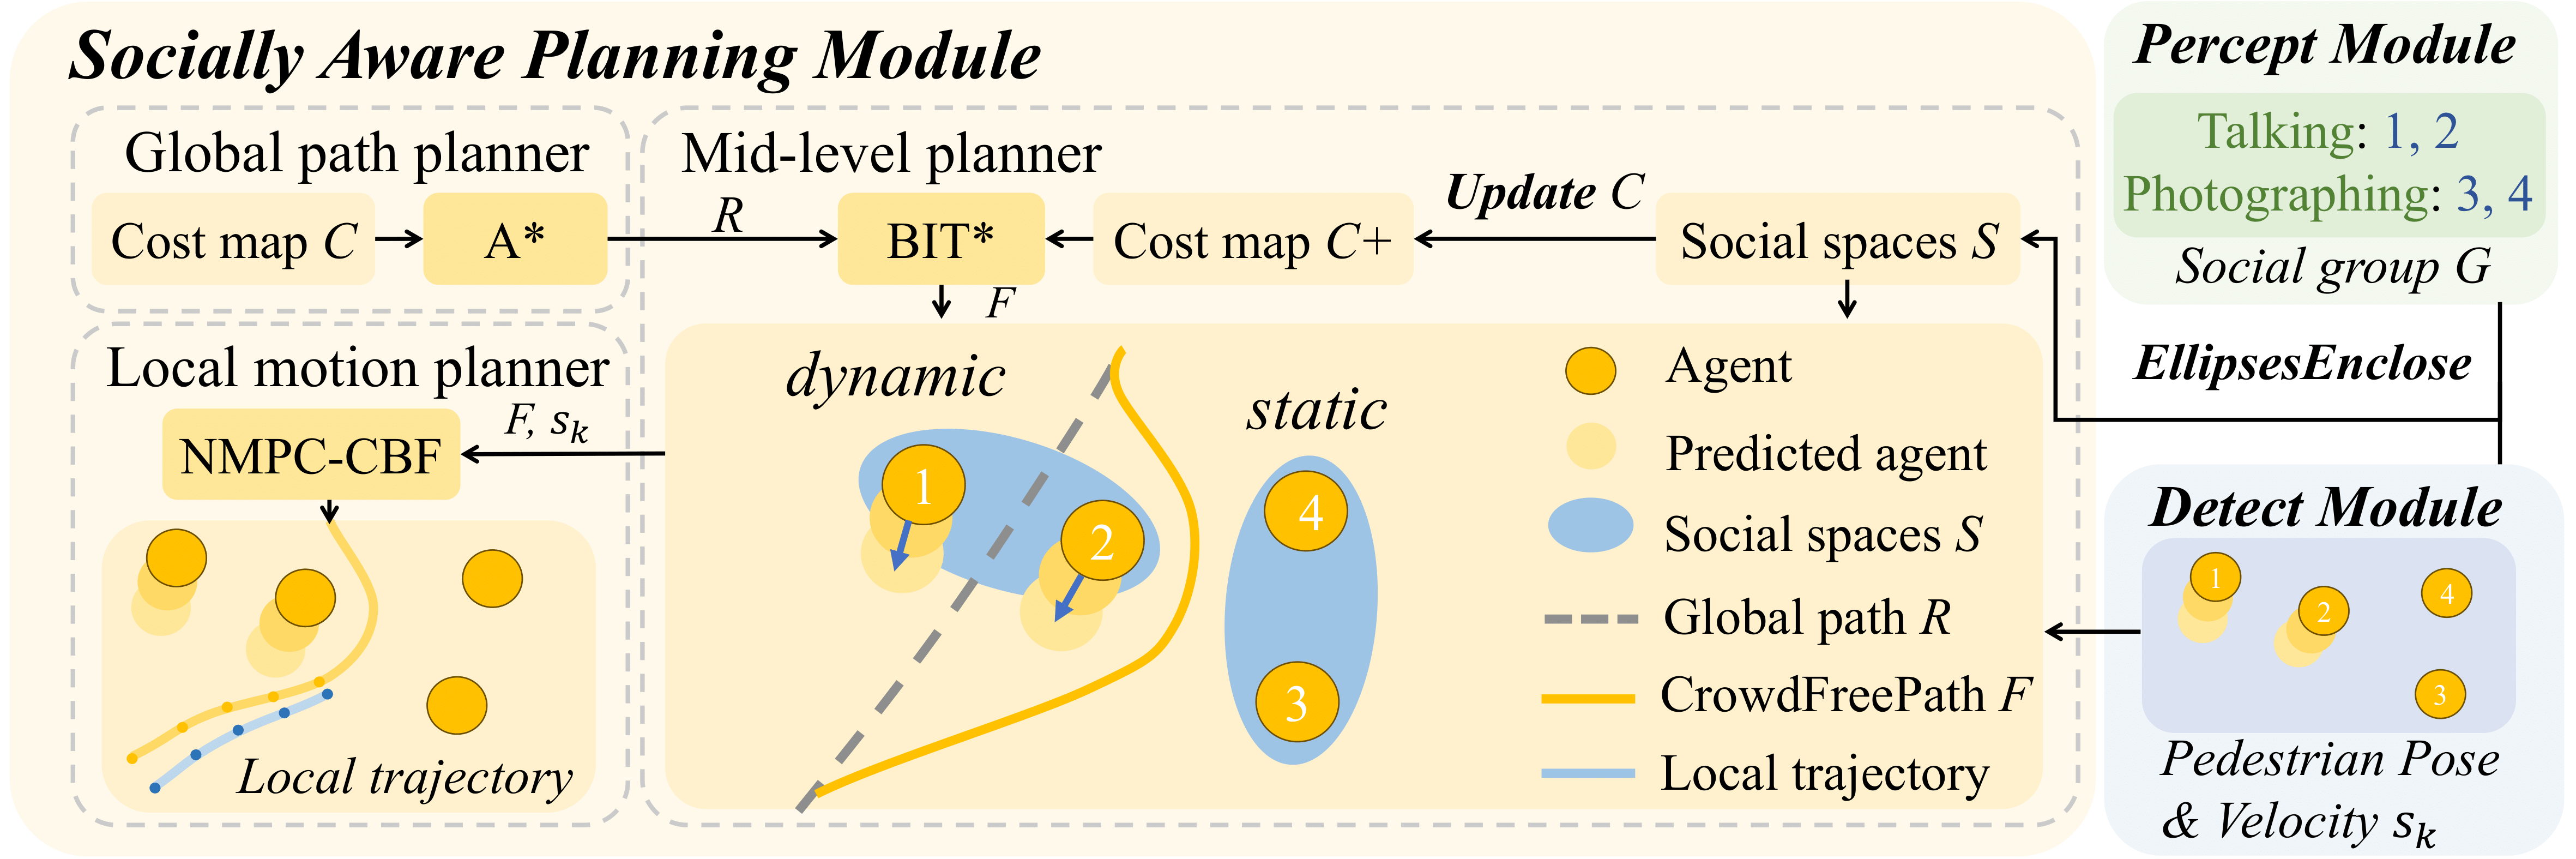 Socially Aware Planning Module
Global path planner
Cost map C
A*
R
Mid-level planner
BIT*
Cost map C+
Update C
Social spaces S
F
Local motion planner
NMPC-CBF
F, sₖ
Local trajectory
dynamic
static
1
2
4
3
Agent
Predicted agent
Social spaces S
Global path R
CrowdFreePath F
Local trajectory
Percept Module
Talking: 1, 2
Photographing: 3, 4
Social group G
EllipsesEnclose
Detect Module
1
2
4
3
Pedestrian Pose
& Velocity sₖ